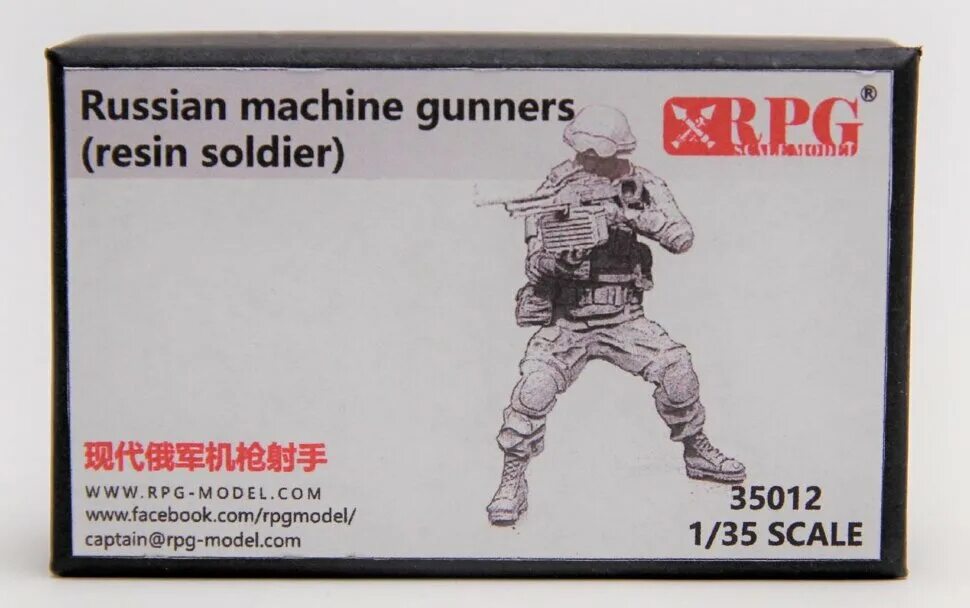 Russian machine gunners
(resin soldier)
RPG®
SCALE MODEL
现代俄军机枪射手
WWW.RPG-MODEL.COM
www.facebook.com/rpgmodel/
captain@rpg-model.com
35012
1/35 SCALE